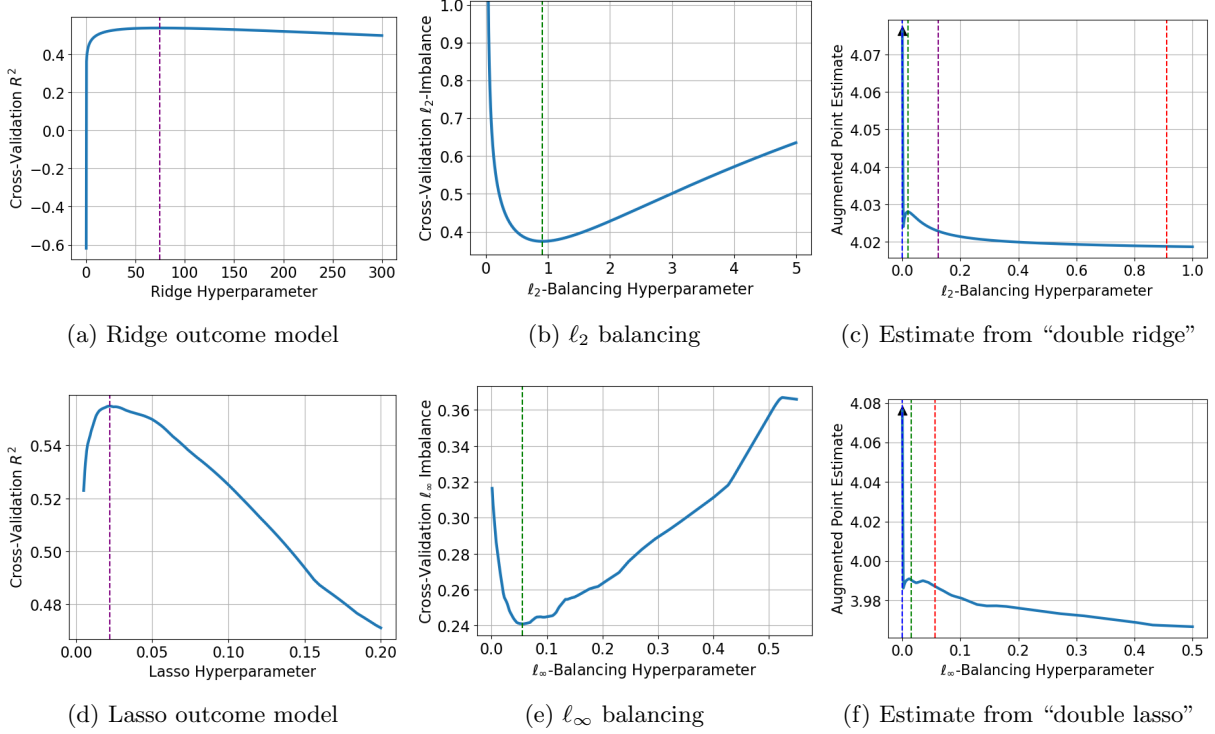 0.4
0.2
0.0
−0.2
−0.4
−0.6
Cross-Validation R²
0 50 100 150 200 250 300
Ridge Hyperparameter
(a) Ridge outcome model
1.0
0.9
0.8
0.7
0.6
0.5
0.4
Cross-Validation ℓ₂-Imbalance
0 1 2 3 4 5
ℓ₂-Balancing Hyperparameter
(b) ℓ₂ balancing
4.07
4.06
4.05
4.04
4.03
4.02
Augmented Point Estimate
0.0 0.2 0.4 0.6 0.8 1.0
ℓ₂-Balancing Hyperparameter
(c) Estimate from “double ridge”
0.54
0.52
0.50
0.48
Cross-Validation R²
0.00 0.05 0.10 0.15 0.20
Lasso Hyperparameter
(d) Lasso outcome model
0.36
0.34
0.32
0.30
0.28
0.26
0.24
Cross-Validation ℓ∞ Imbalance
0.0 0.1 0.2 0.3 0.4 0.5
ℓ∞-Balancing Hyperparameter
(e) ℓ∞ balancing
4.08
4.06
4.04
4.02
4.00
3.98
Augmented Point Estimate
0.0 0.1 0.2 0.3 0.4 0.5
ℓ∞-Balancing Hyperparameter
(f) Estimate from “double lasso”